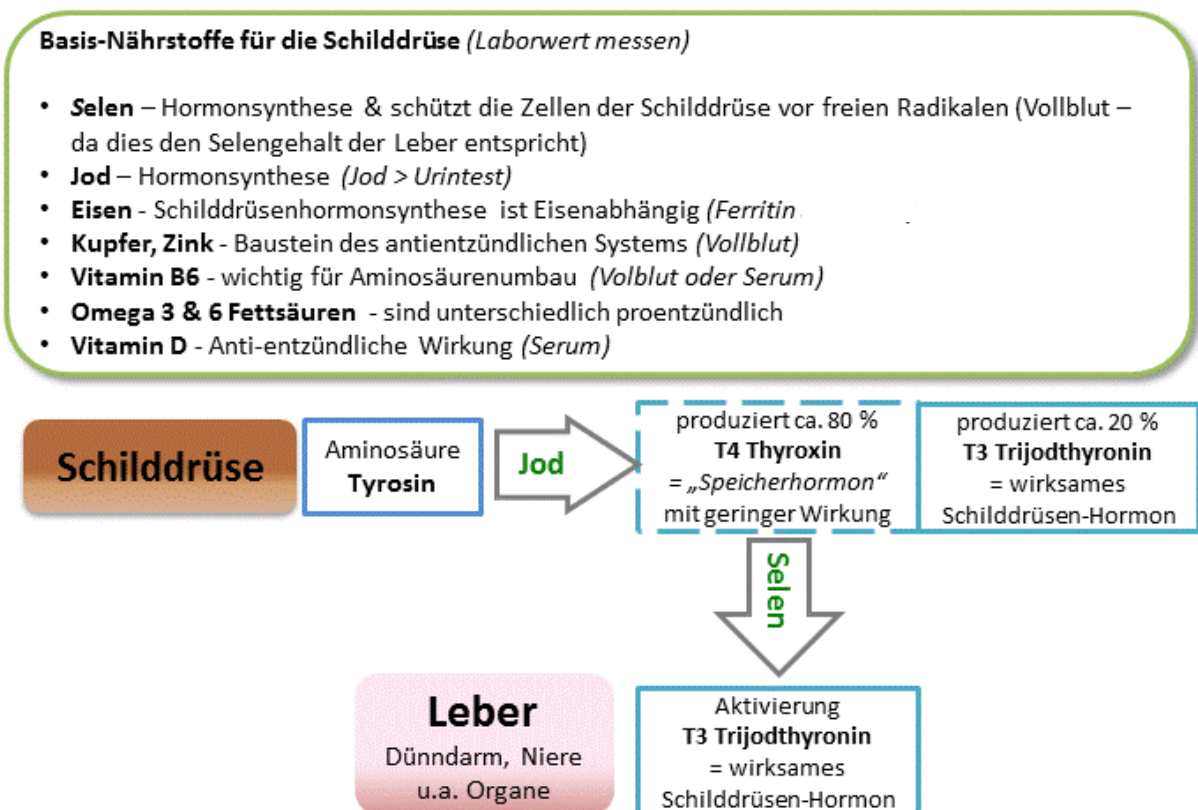 Basis-Nährstoffe für die Schilddrüse (Laborwert messen)
• Selen – Hormonsynthese & schützt die Zellen der Schilddrüse vor freien Radikalen (Vollblut –
da dies den Selengehalt der Leber entspricht)
• Jod – Hormonsynthese (Jod > Urintest)
• Eisen - Schilddrüsenhormonsynthese ist Eisenabhängig (Ferritin
• Kupfer, Zink - Baustein des antientzündlichen Systems (Vollblut)
• Vitamin B6 - wichtig für Aminosäurenumbau (Volblut oder Serum)
• Omega 3 & 6 Fettsäuren - sind unterschiedlich proentzündlich
• Vitamin D - Anti-entzündliche Wirkung (Serum)
Schilddrüse
Aminosäure
Tyrosin
Jod
produziert ca. 80 %
T4 Thyroxin
= „Speicherhormon“
mit geringer Wirkung
produziert ca. 20 %
T3 Trijodthyronin
= wirksames
Schilddrüsen-Hormon
Selen
Leber
Dünndarm, Niere
u.a. Organe
Aktivierung
T3 Trijodthyronin
= wirksames
Schilddrüsen-Hormon